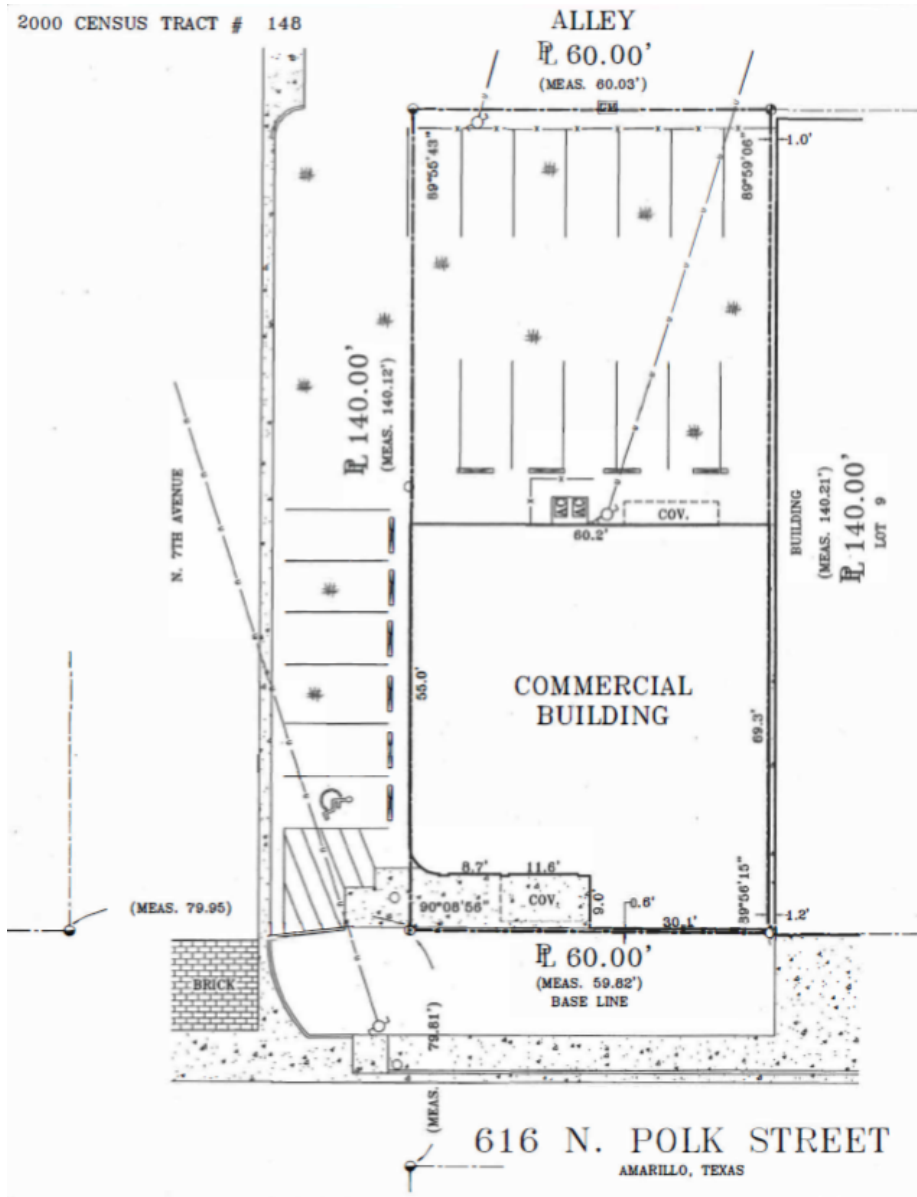 2000 CENSUS TRACT # 148
ALLEY
PL 60.00'
(MEAS. 60.03')
CM
1.0'
89°55'43"
89°59'06"
PL 140.00'
(MEAS. 140.12')
N. 7TH AVENUE
AC AC
COV.
60.2'
BUILDING
(MEAS. 140.21')
PL 140.00'
LOT 9
55.0'
COMMERCIAL
BUILDING
69.3'
8.7'
11.6'
COV.
9.0'
90°08'56"
0.6'
30.1'
89°56'15"
1.2'
(MEAS. 79.95)
BRICK
PL 60.00'
(MEAS. 59.82')
BASE LINE
(MEAS. 79.81')
616 N. POLK STREET
AMARILLO, TEXAS